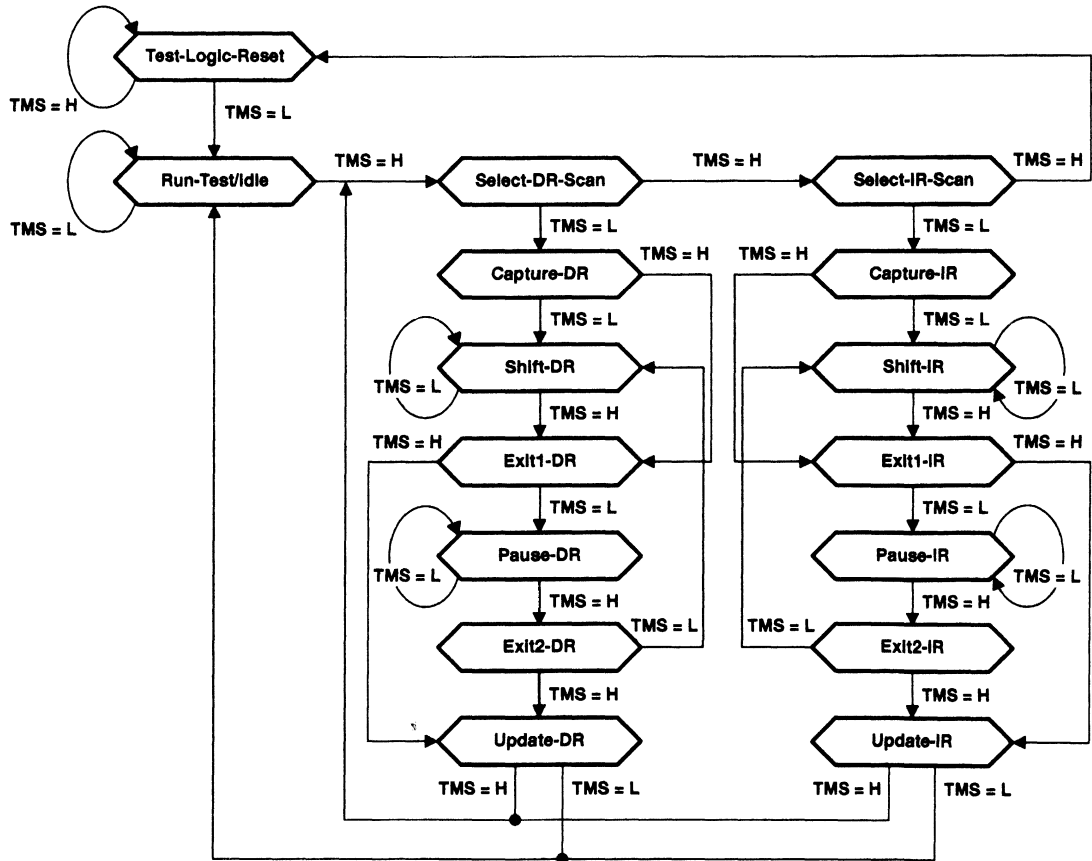 Test-Logic-Reset
TMS = H
TMS = L
Run-Test/Idle
TMS = H
Select-DR-Scan
TMS = H
Select-IR-Scan
TMS = H
TMS = L
TMS = L
TMS = L
Capture-DR
TMS = H
TMS = H
Capture-IR
TMS = L
TMS = L
Shift-DR
Shift-IR
TMS = L
TMS = L
TMS = H
TMS = H
TMS = H
Exit1-DR
Exit1-IR
TMS = H
TMS = L
TMS = L
Pause-DR
Pause-IR
TMS = L
TMS = L
TMS = H
TMS = H
Exit2-DR
TMS = L
TMS = L
Exit2-IR
TMS = H
TMS = H
Update-DR
Update-IR
TMS = H
TMS = L
TMS = H
TMS = L